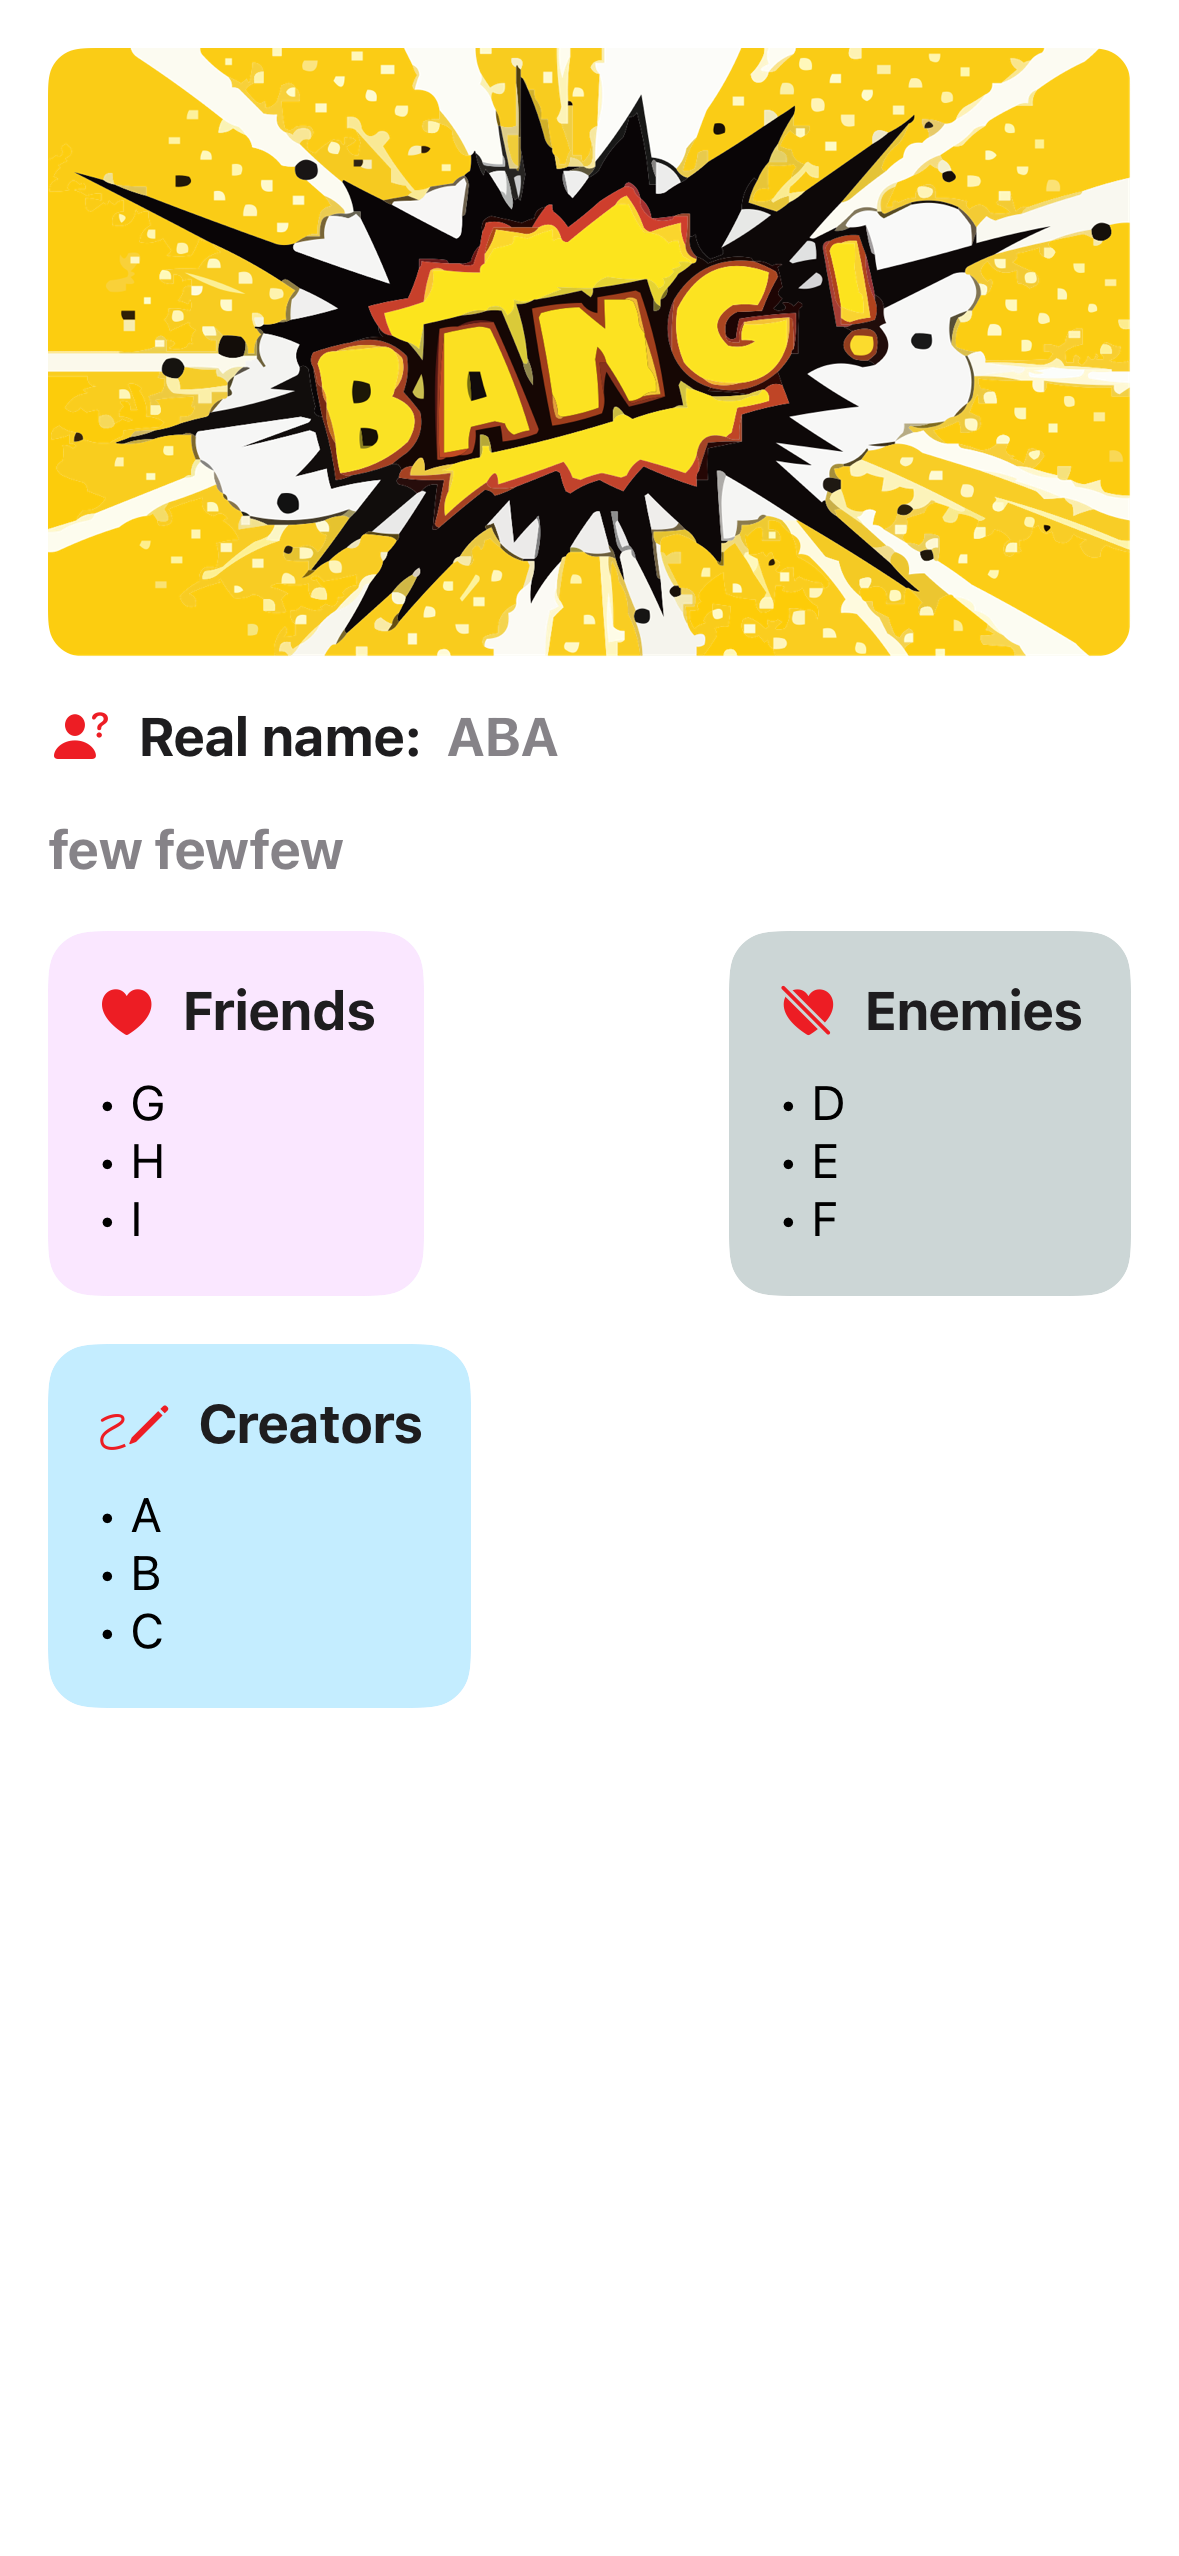 BANG!
Real name: ABA
few fewfew
Friends
• G
• H
• I
Enemies
• D
• E
• F
Creators
• A
• B
• C